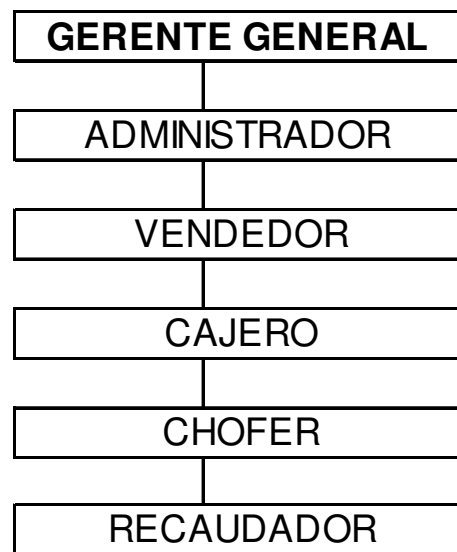 GERENTE GENERAL
ADMINISTRADOR
VENDEDOR
CAJERO
CHOFER
RECAUDADOR